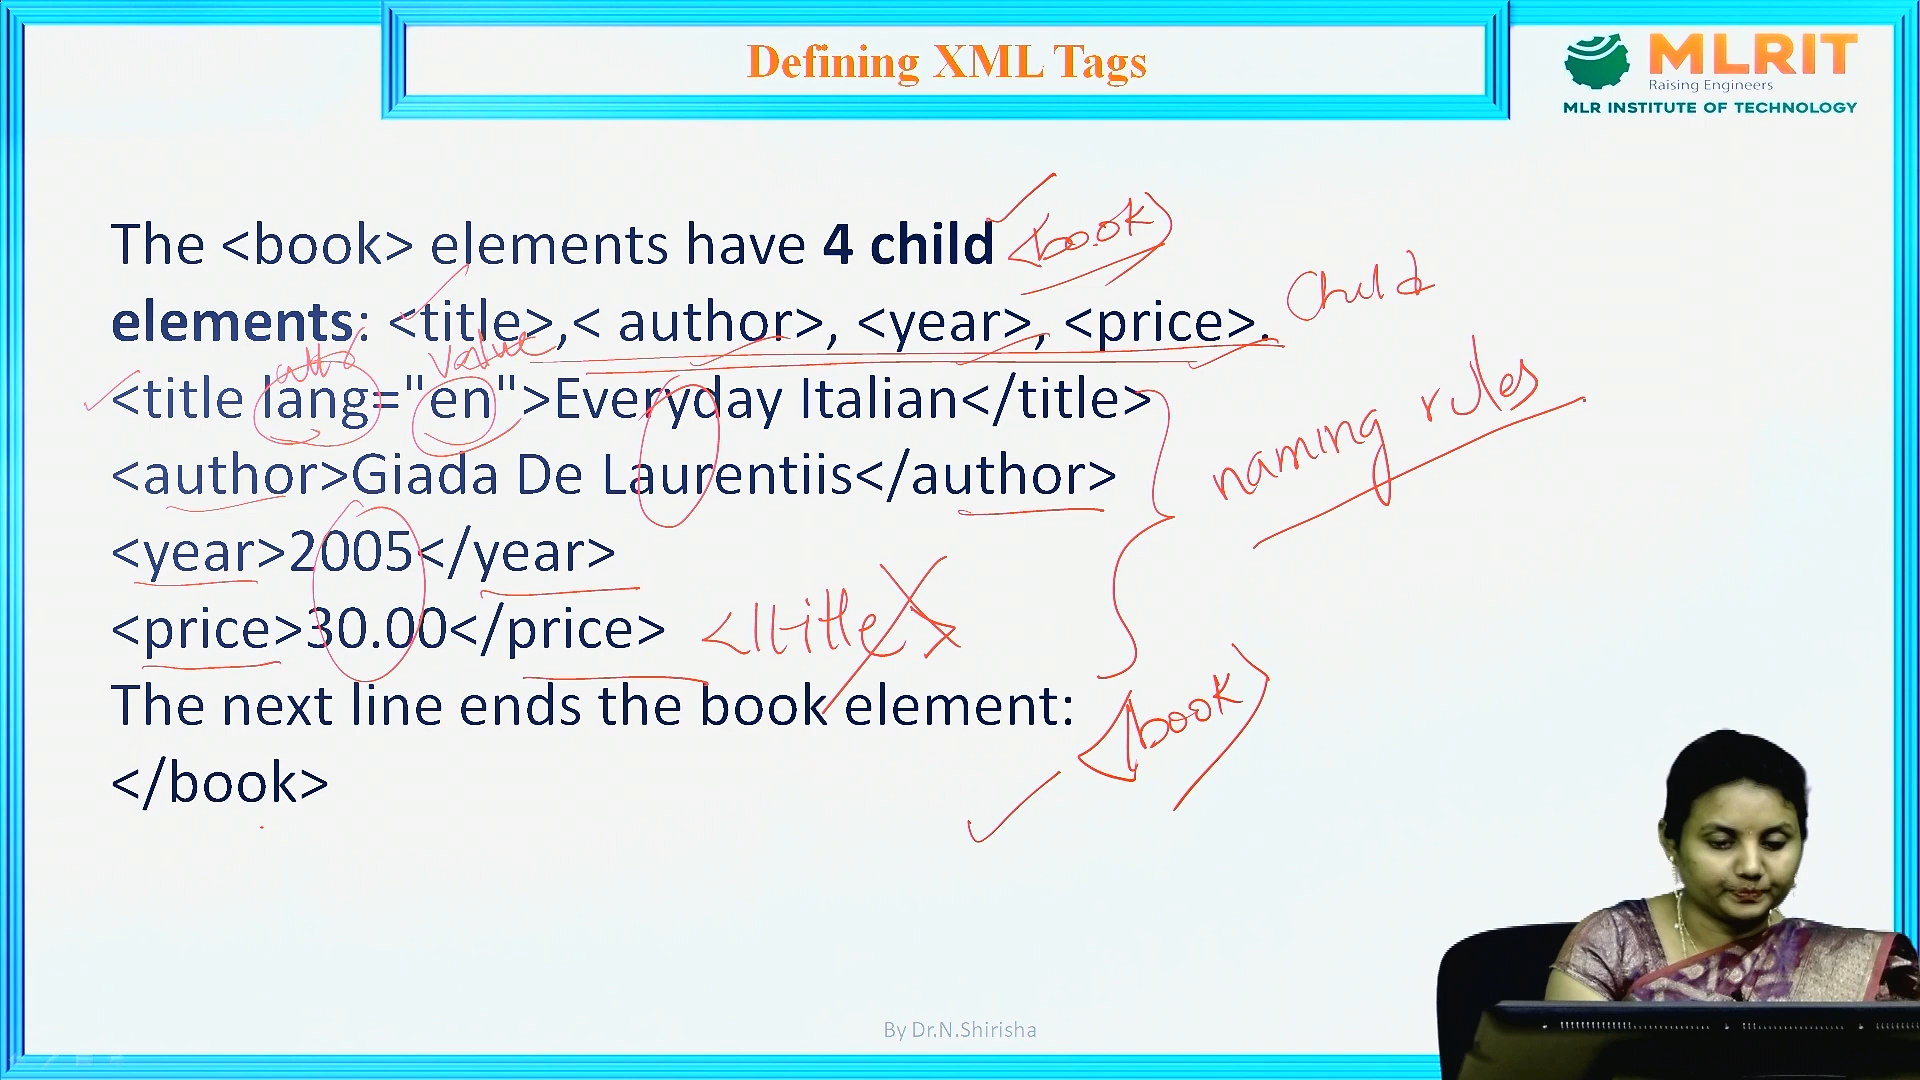 Defining XML Tags
MLRIT
Raising Engineers
MLR INSTITUTE OF TECHNOLOGY
The <book> elements have 4 child
<book>
elements: <title>,< author>, <year>, <price>.
Child
attr value
<title lang="en">Everyday Italian</title>
naming rules
<author>Giada De Laurentiis</author>
<year>2005</year>
<price>30.00</price>
The next line ends the book element:
</book>
By Dr.N.Shirisha